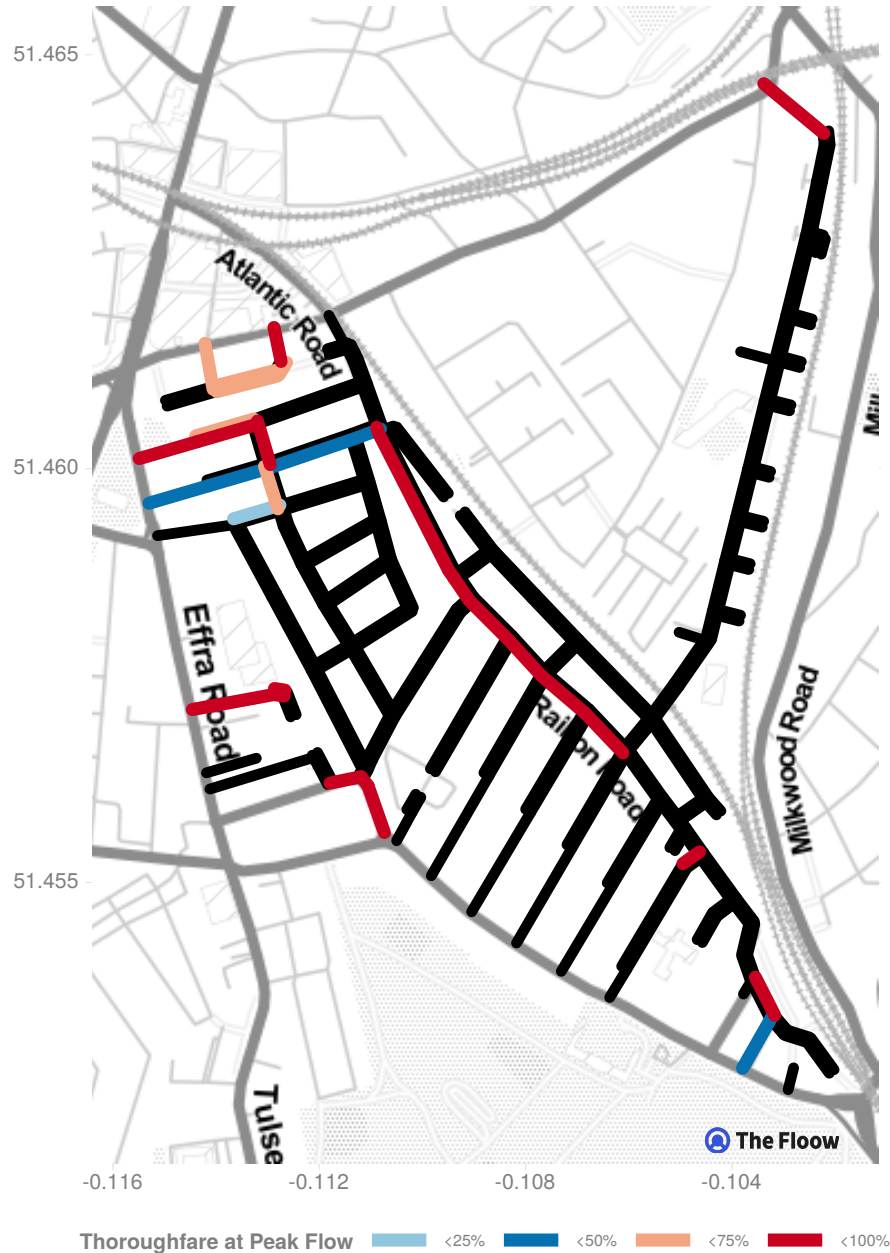 51.465
Atlantic Road
51.460
Mill
Effra Road
Railton Road
Milkwood Road
51.455
Tulse
The Floow
-0.116 -0.112 -0.108 -0.104
Thoroughfare at Peak Flow <25% <50% <75% <100%